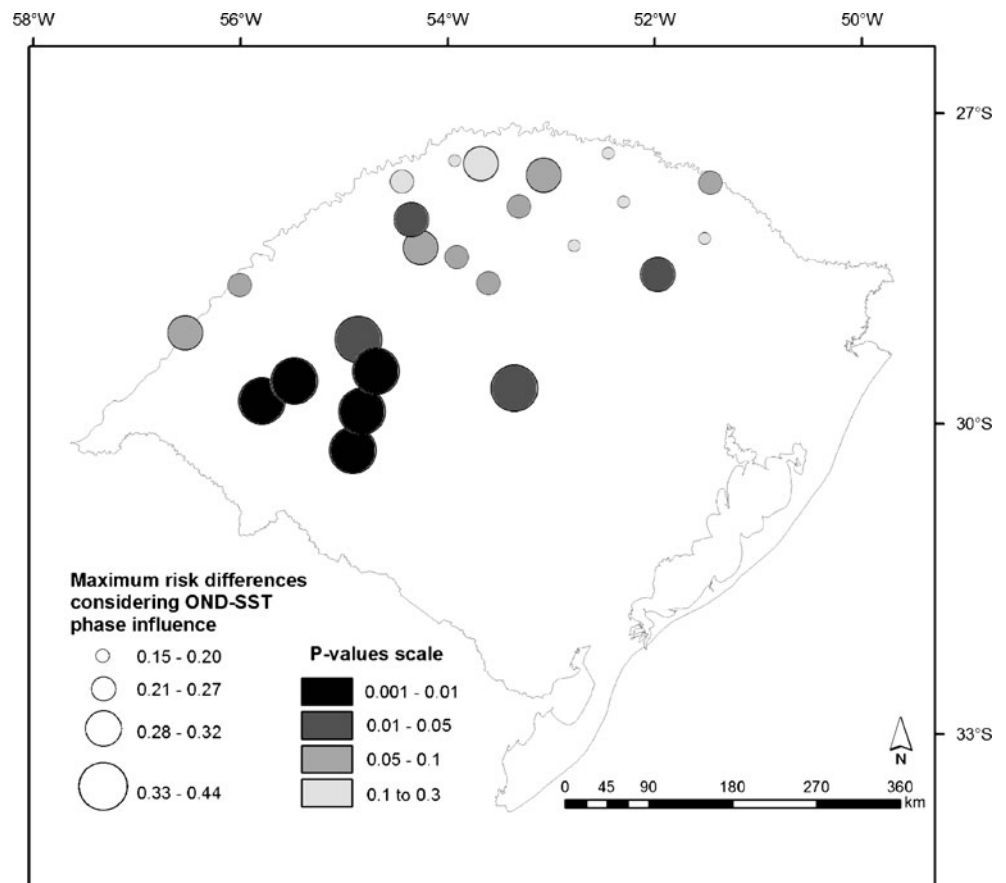 58°W 56°W 54°W 52°W 50°W
27°S
30°S
33°S
Maximum risk differences
considering OND-SST
phase influence
0.15 - 0.20
0.21 - 0.27
0.28 - 0.32
0.33 - 0.44
P-values scale
0.001 - 0.01
0.01 - 0.05
0.05 - 0.1
0.1 to 0.3
N
0 45 90 180 270 360
km